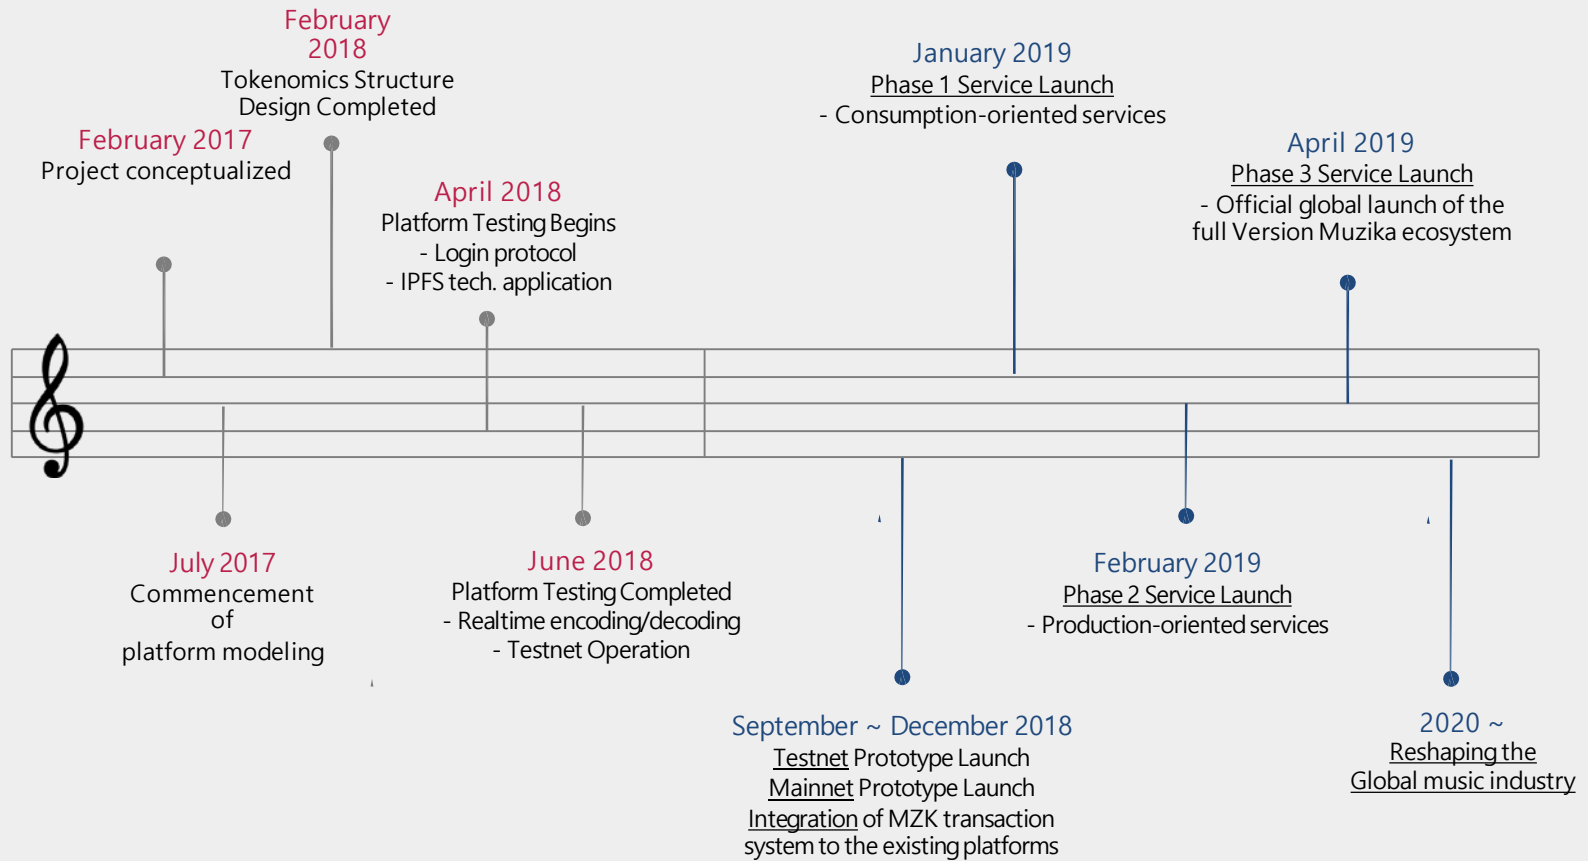 February 2017
Project conceptualized
July 2017
Commencement
of
platform modeling
February
2018
Tokenomics Structure
Design Completed
April 2018
Platform Testing Begins
- Login protocol
- IPFS tech. application
June 2018
Platform Testing Completed
- Realtime encoding/decoding
- Testnet Operation
September ~ December 2018
Testnet Prototype Launch
Mainnet Prototype Launch
Integration of MZK transaction
system to the existing platforms
January 2019
Phase 1 Service Launch
- Consumption-oriented services
February 2019
Phase 2 Service Launch
- Production-oriented services
April 2019
Phase 3 Service Launch
- Official global launch of the
full Version Muzika ecosystem
2020 ~
Reshaping the
Global music industry